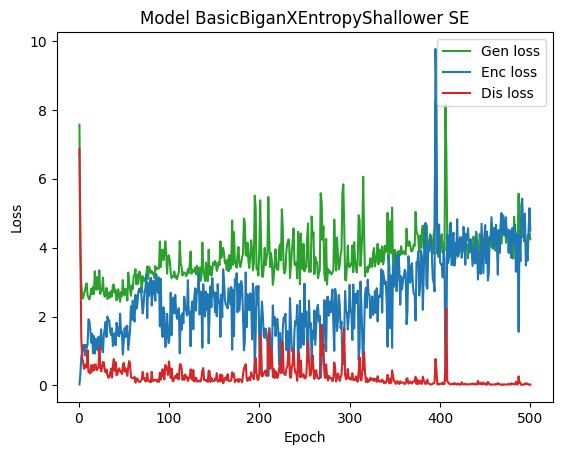 Model BasicBiganXEntropyShallower SE
Gen loss
Enc loss
Dis loss
Loss
10
8
6
4
2
0
0 100 200 300 400 500
Epoch